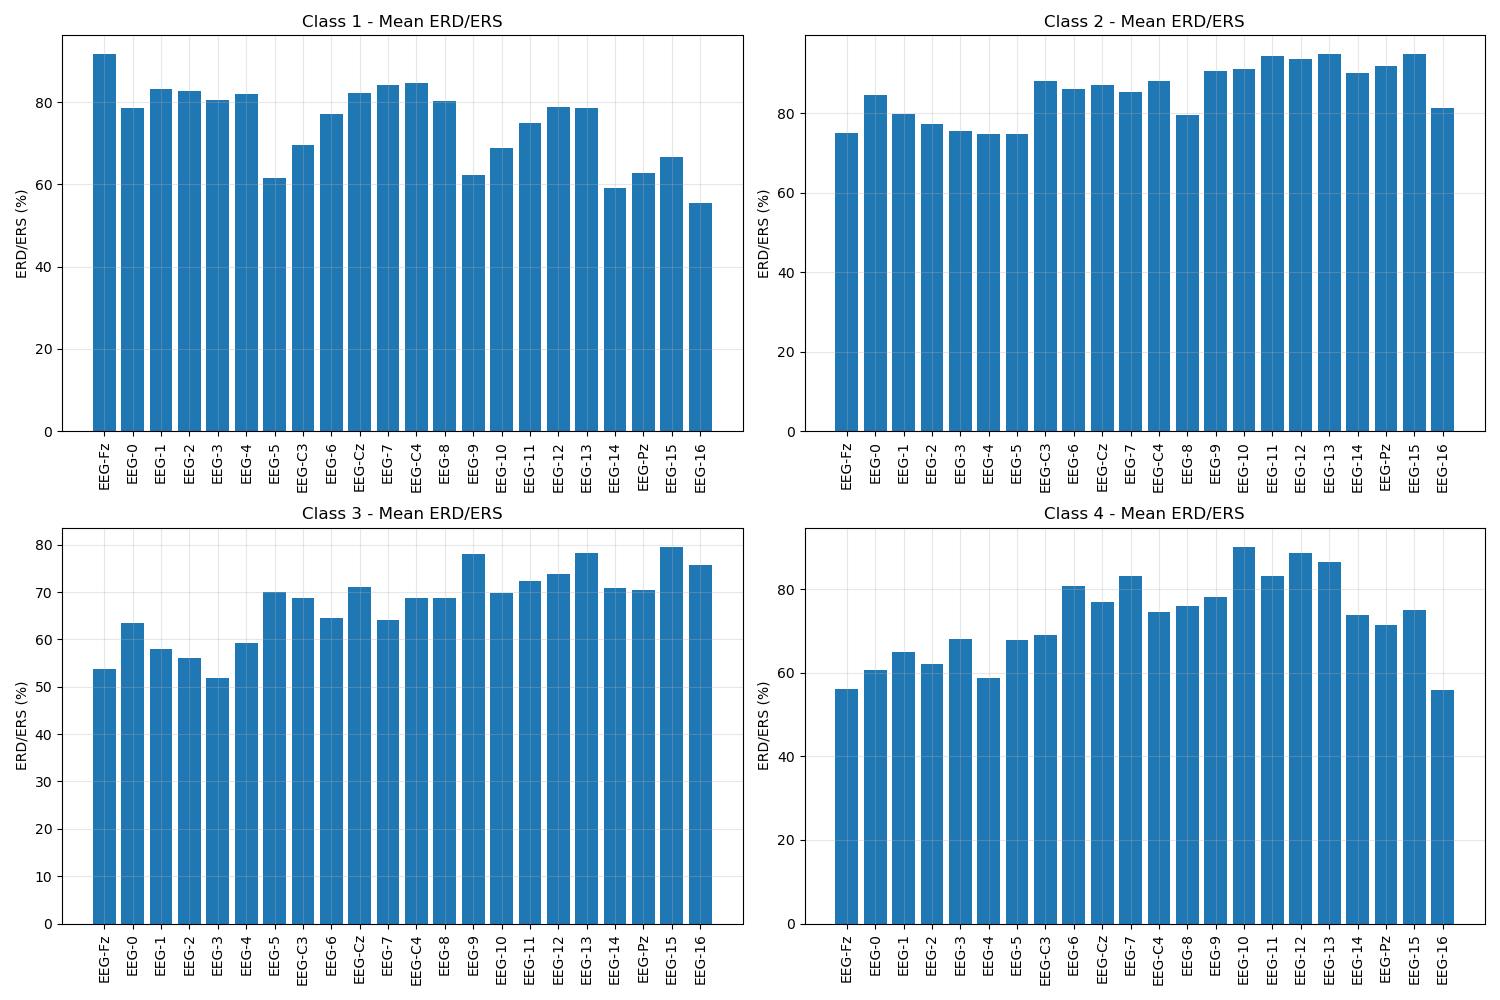 Class 1 - Mean ERD/ERS
ERD/ERS (%)
80
60
40
20
0
EEG-Fz
EEG-0
EEG-1
EEG-2
EEG-3
EEG-4
EEG-5
EEG-C3
EEG-6
EEG-Cz
EEG-7
EEG-C4
EEG-8
EEG-9
EEG-10
EEG-11
EEG-12
EEG-13
EEG-14
EEG-Pz
EEG-15
EEG-16
Class 2 - Mean ERD/ERS
ERD/ERS (%)
80
60
40
20
0
EEG-Fz
EEG-0
EEG-1
EEG-2
EEG-3
EEG-4
EEG-5
EEG-C3
EEG-6
EEG-Cz
EEG-7
EEG-C4
EEG-8
EEG-9
EEG-10
EEG-11
EEG-12
EEG-13
EEG-14
EEG-Pz
EEG-15
EEG-16
Class 3 - Mean ERD/ERS
ERD/ERS (%)
80
70
60
50
40
30
20
10
0
EEG-Fz
EEG-0
EEG-1
EEG-2
EEG-3
EEG-4
EEG-5
EEG-C3
EEG-6
EEG-Cz
EEG-7
EEG-C4
EEG-8
EEG-9
EEG-10
EEG-11
EEG-12
EEG-13
EEG-14
EEG-Pz
EEG-15
EEG-16
Class 4 - Mean ERD/ERS
ERD/ERS (%)
80
60
40
20
0
EEG-Fz
EEG-0
EEG-1
EEG-2
EEG-3
EEG-4
EEG-5
EEG-C3
EEG-6
EEG-Cz
EEG-7
EEG-C4
EEG-8
EEG-9
EEG-10
EEG-11
EEG-12
EEG-13
EEG-14
EEG-Pz
EEG-15
EEG-16